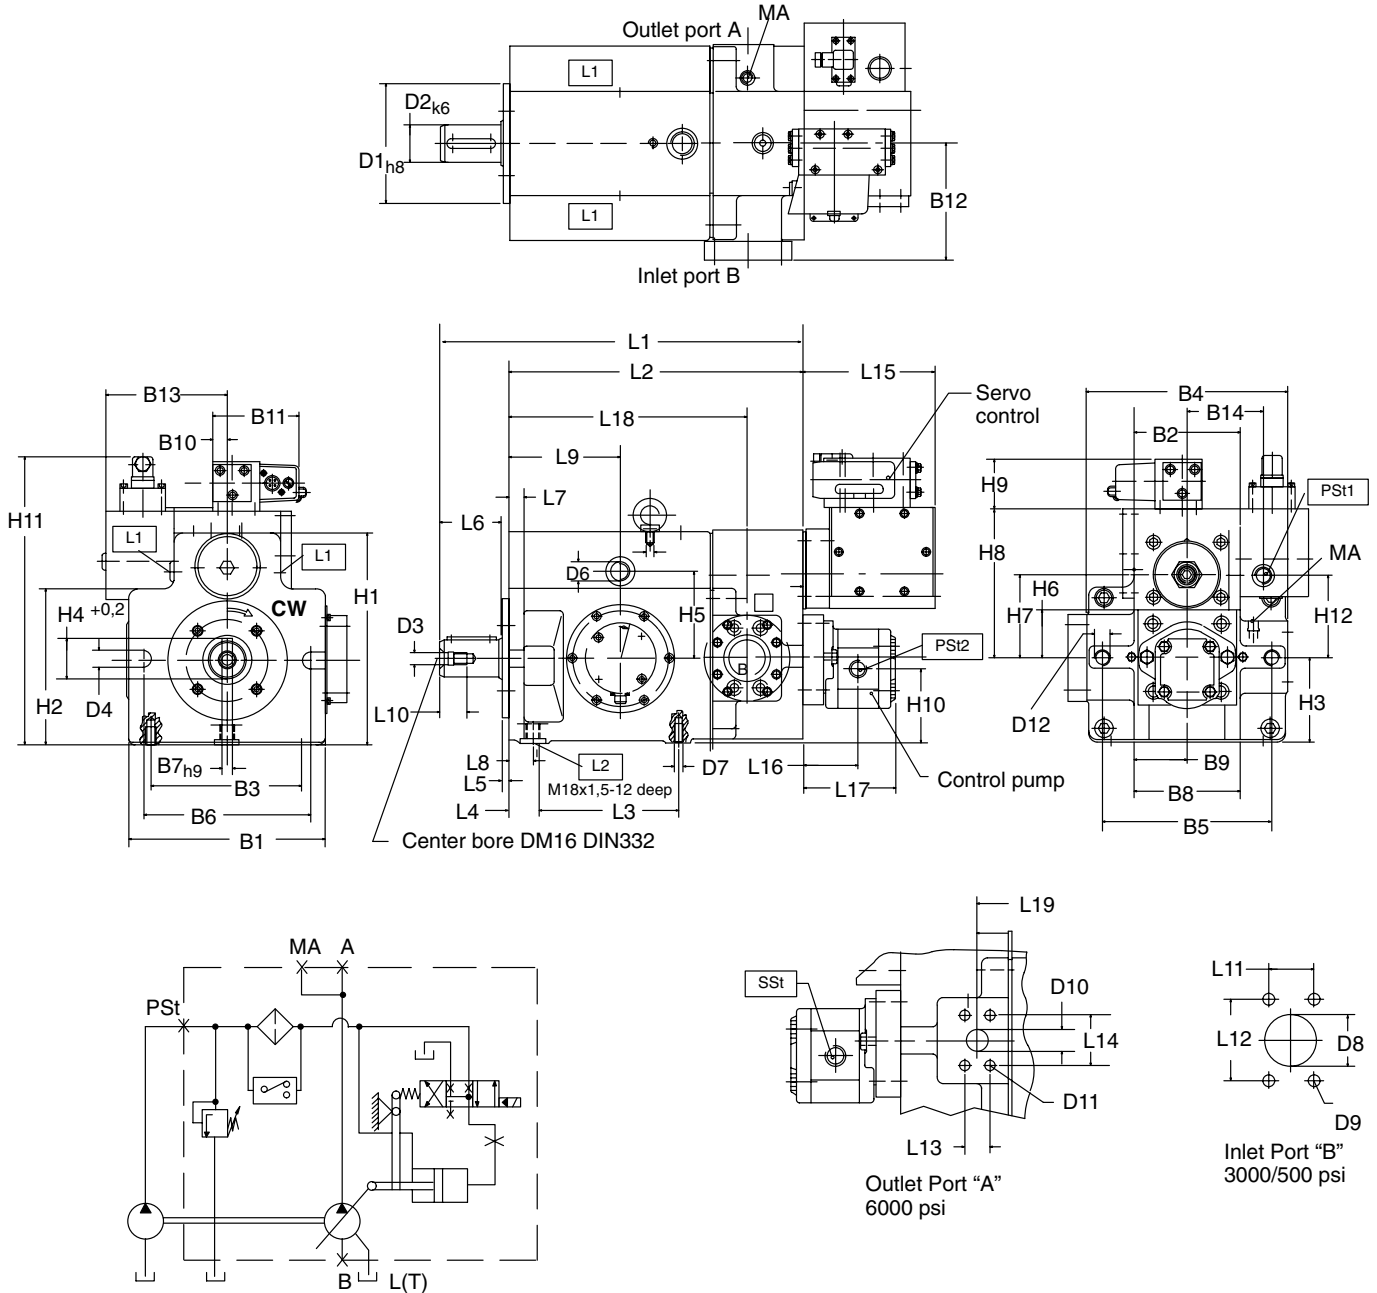 MA
Outlet port A
L1
D2k6
D1h8
B12
L1
Inlet port B
L1
L2
L15
B13
B11
L18
Servo
control
B4
B14
B10
B2
L9
H9
L7
PSt1
H11
L6
L1
L1
H8
MA
D6
H4 +0,2
CW
H1
H5
H6
H7
H12
D3
PSt2
B
H2
D4
L10
H10
D12
H3
B7h9
L8
L2
D7
L16
B9
B3
L5
M18x1,5-12 deep
Control pump
L17
B8
B6
L4
L3
B5
B1
Center bore DM16 DIN332
L19
MA
A
SSt
D10
L11
PSt
L14
L12
D8
D11
D9
L13
Inlet Port “B”
3000/500 psi
Outlet Port “A”
6000 psi
B
L(T)